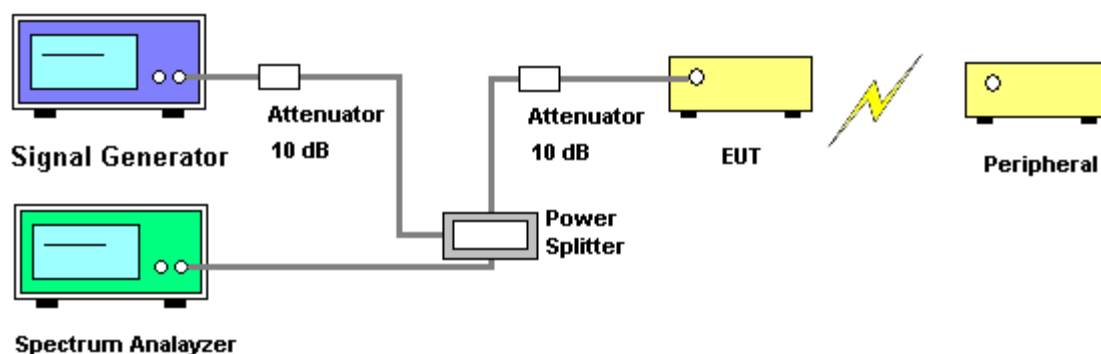 Attenuator
10 dB
Signal Generator
Attenuator
10 dB
EUT
Peripheral
Power
Splitter
Spectrum Analayzer